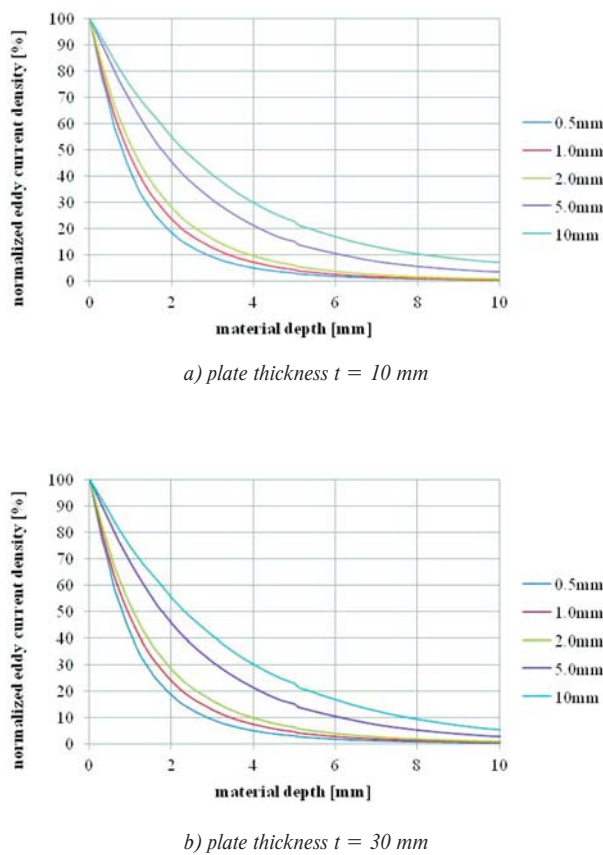 normalized eddy current density [%]
100
90
80
70
60
50
40
30
20
10
0
0 2 4 6 8 10
material depth [mm]
0.5mm
1.0mm
2.0mm
5.0mm
10mm
a) plate thickness t = 10 mm
normalized eddy current density [%]
100
90
80
70
60
50
40
30
20
10
0
0 2 4 6 8 10
material depth [mm]
0.5mm
1.0mm
2.0mm
5.0mm
10mm
b) plate thickness t = 30 mm